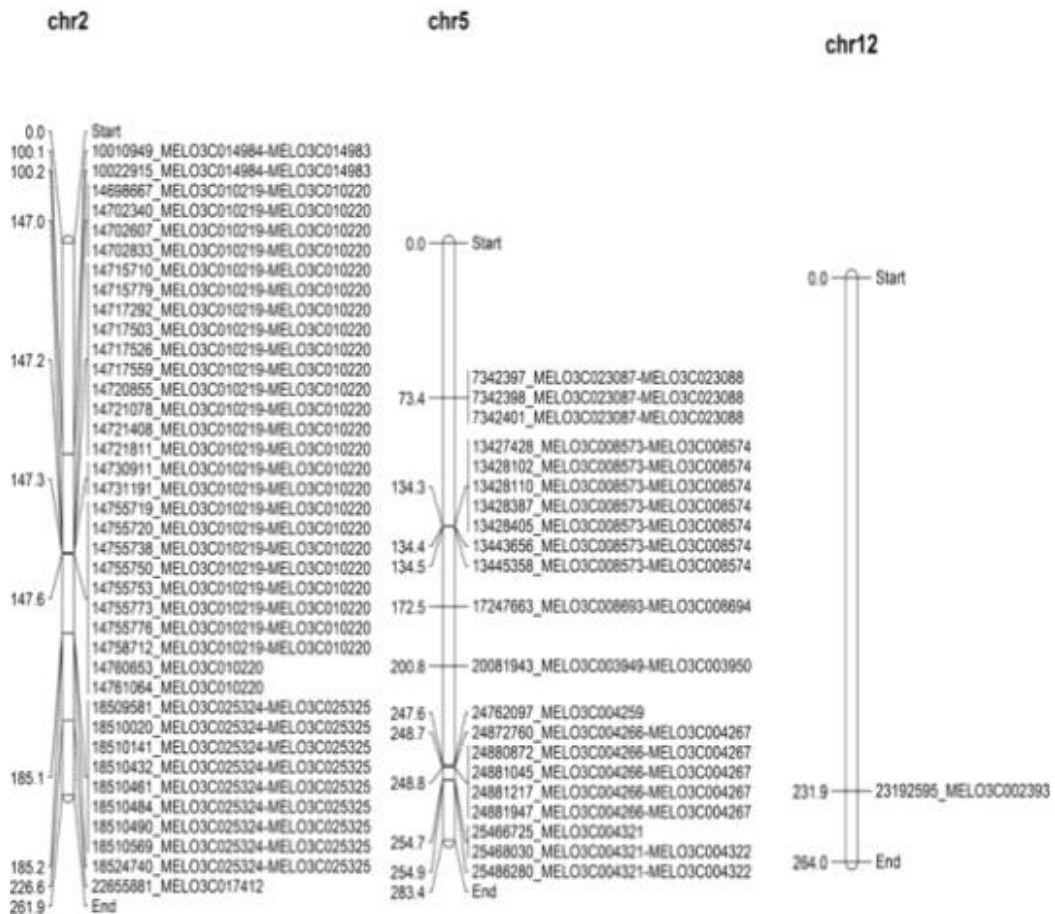 chr2
0.0 Start
100.1 10010949_MELO3C014984-MELO3C014983
100.2 10022915_MELO3C014984-MELO3C014983
14698667_MELO3C010219-MELO3C010220
14702340_MELO3C010219-MELO3C010220
147.0 14702607_MELO3C010219-MELO3C010220
14702833_MELO3C010219-MELO3C010220
14715710_MELO3C010219-MELO3C010220
14715779_MELO3C010219-MELO3C010220
14717292_MELO3C010219-MELO3C010220
14717503_MELO3C010219-MELO3C010220
147.2 14717526_MELO3C010219-MELO3C010220
14717559_MELO3C010219-MELO3C010220
14720855_MELO3C010219-MELO3C010220
14721078_MELO3C010219-MELO3C010220
14721408_MELO3C010219-MELO3C010220
14721811_MELO3C010219-MELO3C010220
14730911_MELO3C010219-MELO3C010220
147.3 14731191_MELO3C010219-MELO3C010220
14755719_MELO3C010219-MELO3C010220
14755720_MELO3C010219-MELO3C010220
14755738_MELO3C010219-MELO3C010220
14755750_MELO3C010219-MELO3C010220
14755753_MELO3C010219-MELO3C010220
147.6 14755773_MELO3C010219-MELO3C010220
14755776_MELO3C010219-MELO3C010220
14758712_MELO3C010219-MELO3C010220
14760653_MELO3C010220
14761064_MELO3C010220
18509581_MELO3C025324-MELO3C025325
18510020_MELO3C025324-MELO3C025325
18510141_MELO3C025324-MELO3C025325
18510432_MELO3C025324-MELO3C025325
185.1 18510461_MELO3C025324-MELO3C025325
18510484_MELO3C025324-MELO3C025325
18510490_MELO3C025324-MELO3C025325
18510569_MELO3C025324-MELO3C025325
185.2 18524740_MELO3C025324-MELO3C025325
226.6 22655881_MELO3C017412
261.9 End
chr5
0.0 Start
7342397_MELO3C023087-MELO3C023088
73.4 7342398_MELO3C023087-MELO3C023088
7342401_MELO3C023087-MELO3C023088
13427428_MELO3C008573-MELO3C008574
13428102_MELO3C008573-MELO3C008574
134.3 13428110_MELO3C008573-MELO3C008574
13428387_MELO3C008573-MELO3C008574
13428405_MELO3C008573-MELO3C008574
134.4 13443656_MELO3C008573-MELO3C008574
134.5 13445358_MELO3C008573-MELO3C008574
172.5 17247663_MELO3C008693-MELO3C008694
200.8 20081943_MELO3C003949-MELO3C003950
247.6 24762097_MELO3C004259
248.7 24872760_MELO3C004266-MELO3C004267
24880872_MELO3C004266-MELO3C004267
248.8 24881045_MELO3C004266-MELO3C004267
24881217_MELO3C004266-MELO3C004267
24881947_MELO3C004266-MELO3C004267
254.7 25466725_MELO3C004321
25468030_MELO3C004321-MELO3C004322
254.9 25486280_MELO3C004321-MELO3C004322
283.4 End
chr12
0.0 Start
231.9 23192595_MELO3C002393
264.0 End